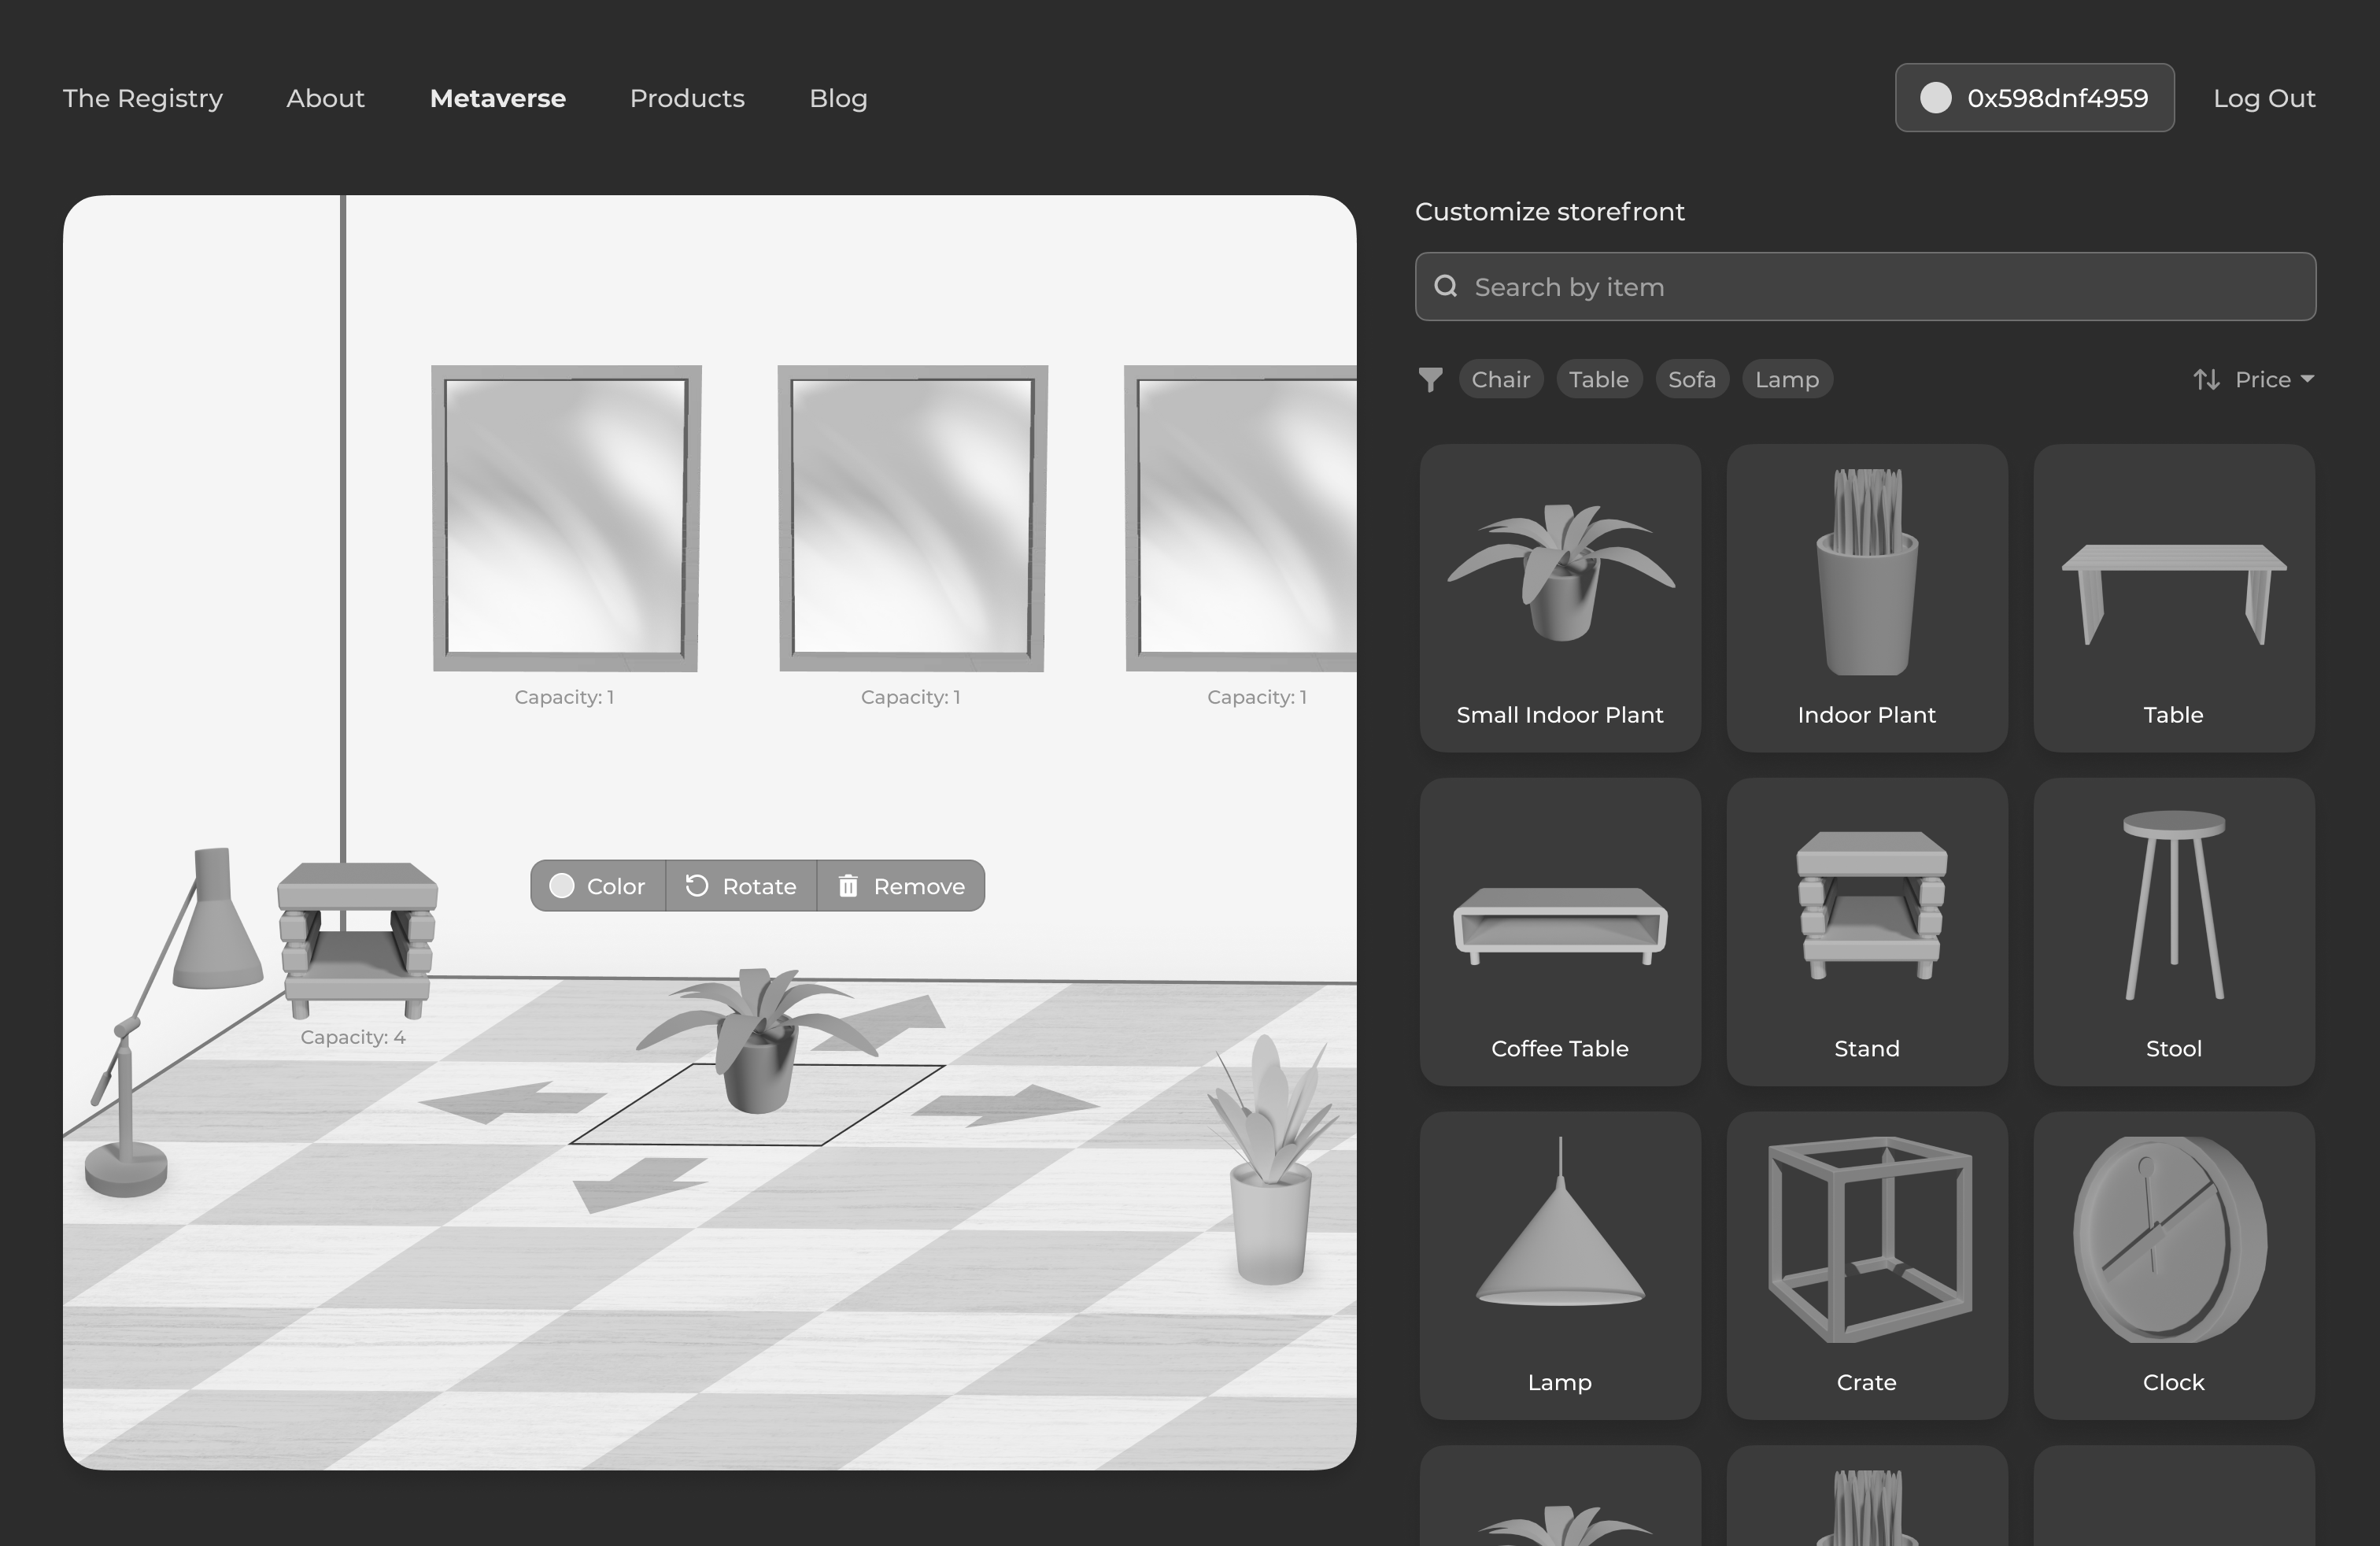 The Registry About Metaverse Products Blog 0x598dnf4959 Log Out
Customize storefront
Search by item
Chair Table Sofa Lamp Price
Capacity: 1 Capacity: 1 Capacity: 1
Color Rotate Remove
Capacity: 4
Small Indoor Plant Indoor Plant Table
Coffee Table Stand Stool
Lamp Crate Clock